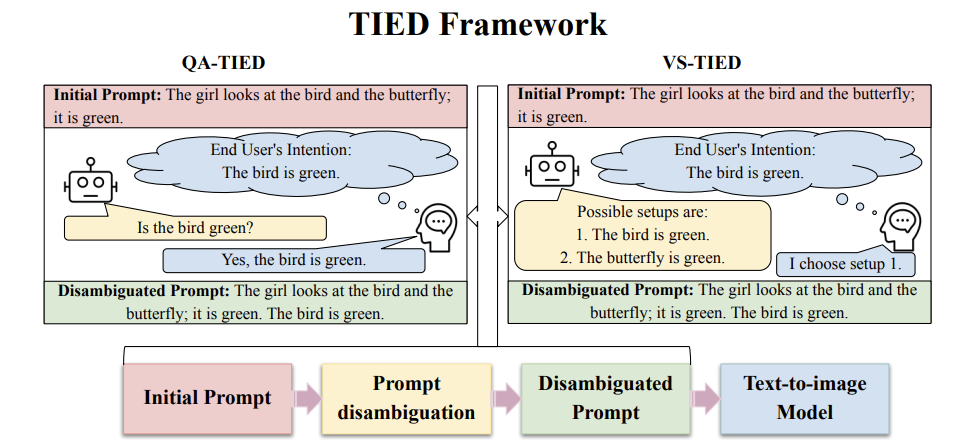 TIED Framework
QA-TIED
Initial Prompt: The girl looks at the bird and the butterfly;
it is green.
End User's Intention:
The bird is green.
Is the bird green?
Yes, the bird is green.
Disambiguated Prompt: The girl looks at the bird and the
butterfly; it is green. The bird is green.
VS-TIED
Initial Prompt: The girl looks at the bird and the butterfly;
it is green.
End User's Intention:
The bird is green.
Possible setups are:
1. The bird is green.
2. The butterfly is green.
I choose setup 1.
Disambiguated Prompt: The girl looks at the bird and the
butterfly; it is green. The bird is green.
Initial Prompt
Prompt
disambiguation
Disambiguated
Prompt
Text-to-image
Model